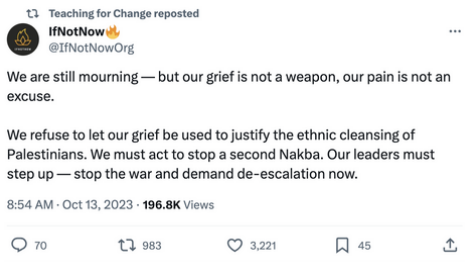 Teaching for Change reposted
IfNotNow🔥
@IfNotNowOrg
We are still mourning — but our grief is not a weapon, our pain is not an
excuse.
We refuse to let our grief be used to justify the ethnic cleansing of
Palestinians. We must act to stop a second Nakba. Our leaders must
step up — stop the war and demand de-escalation now.
8:54 AM · Oct 13, 2023 · 196.8K Views
70 983 3,221 45